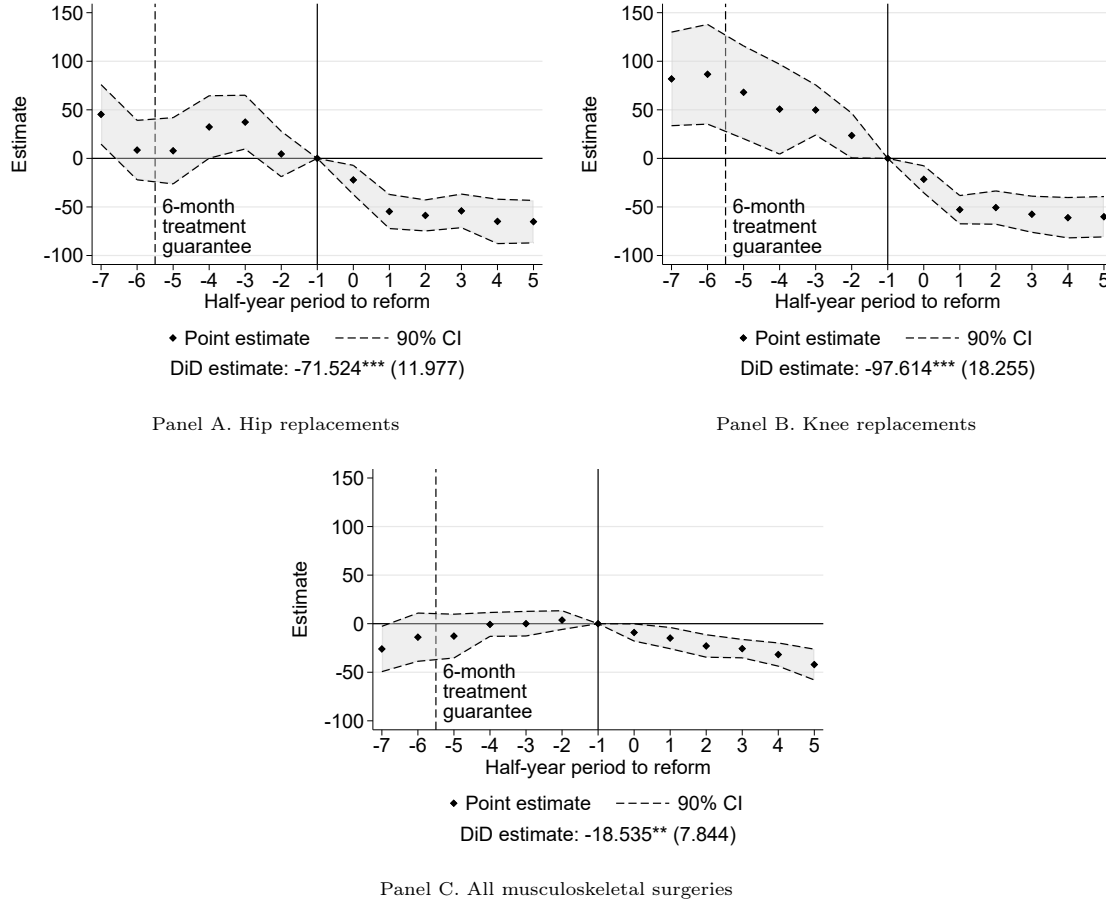 150
100
50
0
-50
-100
Estimate
6-month
treatment
guarantee
-7 -6 -5 -4 -3 -2 -1 0 1 2 3 4 5
Half-year period to reform
Point estimate 90% CI
DiD estimate: -71.524*** (11.977)
Panel A. Hip replacements
150
100
50
0
-50
-100
Estimate
6-month
treatment
guarantee
-7 -6 -5 -4 -3 -2 -1 0 1 2 3 4 5
Half-year period to reform
Point estimate 90% CI
DiD estimate: -97.614*** (18.255)
Panel B. Knee replacements
150
100
50
0
-50
-100
Estimate
6-month
treatment
guarantee
-7 -6 -5 -4 -3 -2 -1 0 1 2 3 4 5
Half-year period to reform
Point estimate 90% CI
DiD estimate: -18.535** (7.844)
Panel C. All musculoskeletal surgeries